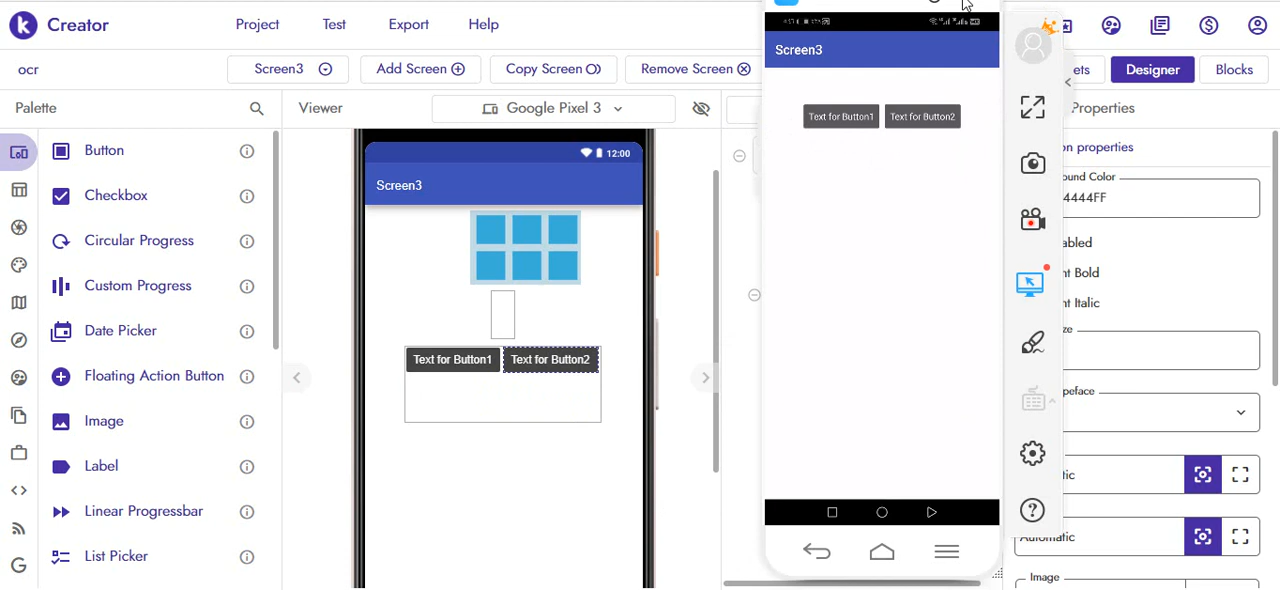 Creator
Project
Test
Export
Help
ocr
Screen3
Add Screen
Copy Screen
Remove Screen
ets
Designer
Blocks
Palette
Viewer
Google Pixel 3
Properties
Button
Checkbox
Circular Progress
Custom Progress
Date Picker
Floating Action Button
Image
Label
Linear Progressbar
List Picker
12:00
Screen3
Text for Button1
Text for Button2
Screen3
Text for Button1
Text for Button2
on properties
ound Color
4444FF
abled
nt Bold
nt Italic
ze
peface
tic
Automatic
Image